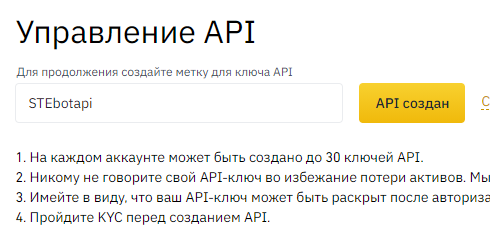 Управление API
Для продолжения создайте метку для ключа API
STEbotapi
API создан
С
1. На каждом аккаунте может быть создано до 30 ключей API.
2. Никому не говорите свой API-ключ во избежание потери активов. Мы
3. Имейте в виду, что ваш API-ключ может быть раскрыт после авториза
4. Пройдите KYC перед созданием API.